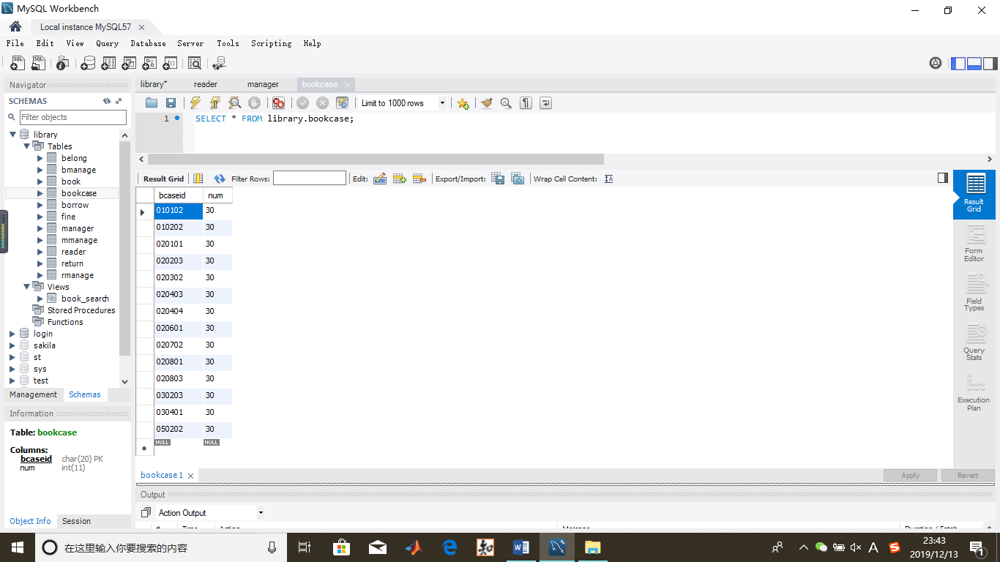 MySQL Workbench
Local instance MySQL57
File Edit View Query Database Server Tools Scripting Help
Navigator
SCHEMAS
Filter objects
library
Tables
belong
bmanage
book
bookcase
borrow
fine
manager
mmanage
reader
return
rmanage
Views
book_search
Stored Procedures
Functions
login
sakila
st
sys
test
Management Schemas
Information
Table: bookcase
Columns:
bcaseid char(20) PK
num int(11)
Object Info Session
library* reader manager bookcase
Limit to 1000 rows
1 SELECT * FROM library.bookcase;
Result Grid Filter Rows: Edit: Export/Import: Wrap Cell Content:
bcaseid num
010102 30
010202 30
020101 30
020203 30
020302 30
020403 30
020404 30
020601 30
020702 30
020801 30
020803 30
030203 30
030401 30
050202 30
NULL NULL
Result Grid
Form Editor
Field Types
Query Stats
Execution Plan
bookcase 1 Apply Revert
Output
Action Output
# Time Action Message Duration / Fetch
在这里输入你要搜索的内容
知
A
23:43
2019/12/13
1